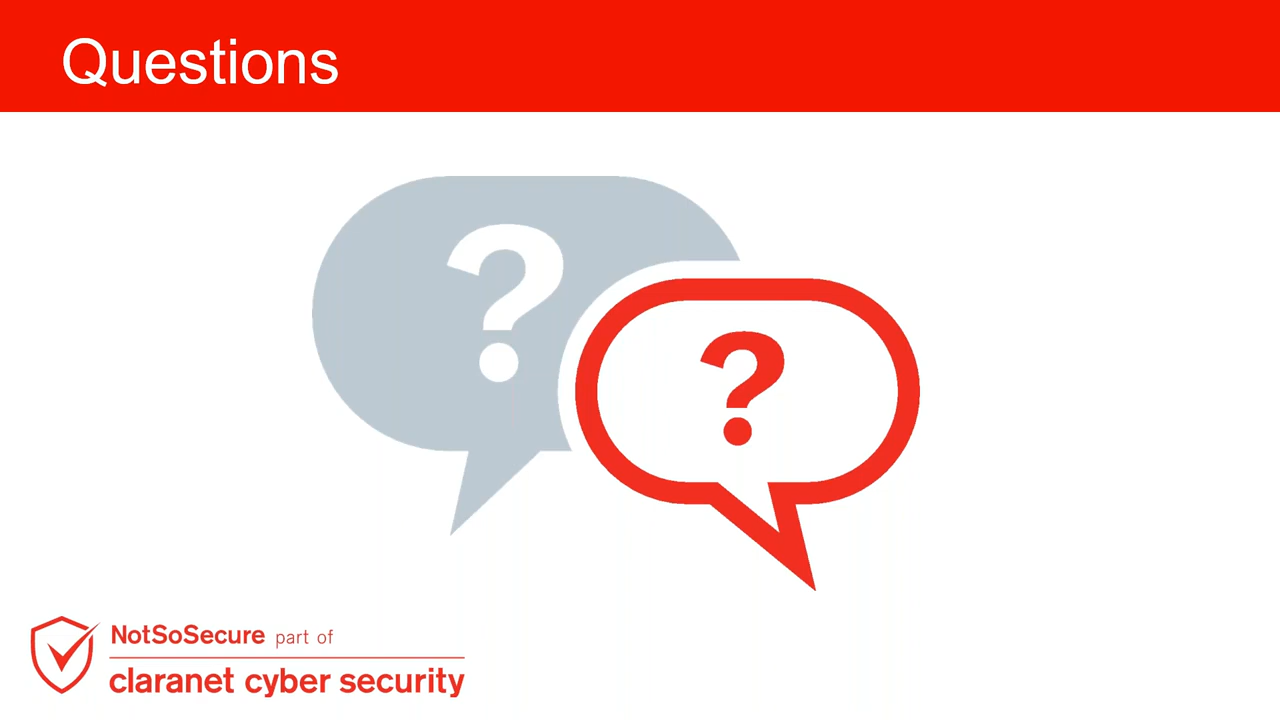 Questions
?
?
NotSoSecure part of
claranet cyber security